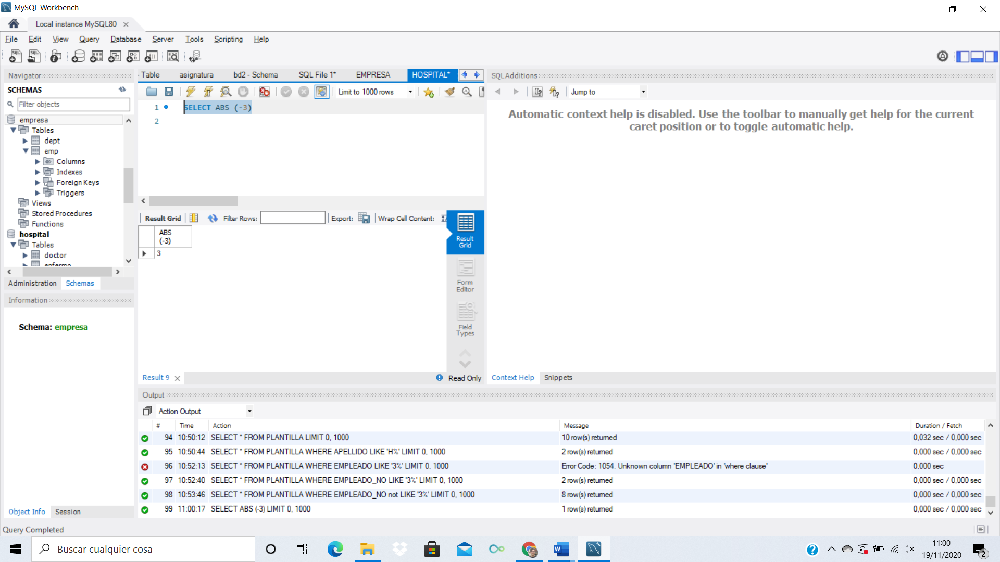 MySQL Workbench
Local instance MySQL80
File Edit View Query Database Server Tools Scripting Help
Navigator
SCHEMAS
Filter objects
empresa
Tables
dept
emp
Columns
Indexes
Foreign Keys
Triggers
Views
Stored Procedures
Functions
hospital
Tables
doctor
enfermo
Administration Schemas
Information
Schema: empresa
Object Info Session
Table asignatura bd2 - Schema SQL File 1* EMPRESA HOSPITAL*
Limit to 1000 rows
1 SELECT ABS (-3)
2
Result Grid Filter Rows: Export: Wrap Cell Content:
ABS
(-3)
3
Result
Grid
Form
Editor
Field
Types
Result 9 Read Only
SQLAdditions
Jump to
Automatic context help is disabled. Use the toolbar to manually get help for the current
caret position or to toggle automatic help.
Context Help Snippets
Output
Action Output
# Time Action Message Duration / Fetch
94 10:50:12 SELECT * FROM PLANTILLA LIMIT 0, 1000 10 row(s) returned 0,032 sec / 0,000 sec
95 10:50:44 SELECT * FROM PLANTILLA WHERE APELLIDO LIKE 'H%' LIMIT 0, 1000 2 row(s) returned 0,000 sec / 0,000 sec
96 10:52:13 SELECT * FROM PLANTILLA WHERE EMPLEADO LIKE '3%' LIMIT 0, 1000 Error Code: 1054. Unknown column 'EMPLEADO' in 'where clause' 0,000 sec
97 10:52:40 SELECT * FROM PLANTILLA WHERE EMPLEADO_NO LIKE '3%' LIMIT 0, 1000 2 row(s) returned 0,000 sec / 0,000 sec
98 10:53:46 SELECT * FROM PLANTILLA WHERE EMPLEADO_NO not LIKE '3%' LIMIT 0, 1000 8 row(s) returned 0,000 sec / 0,000 sec
99 11:00:17 SELECT ABS (-3) LIMIT 0, 1000 1 row(s) returned 0,000 sec / 0,000 sec
Query Completed
Buscar cualquier cosa
11:00
19/11/2020
2